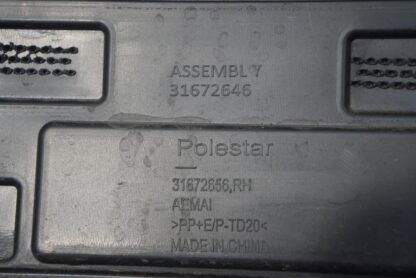 ASSEMBLY
31672646
Polestar
31672656,RH
AEMAI
>PP+E/P-TD20<
MADE IN CHINA